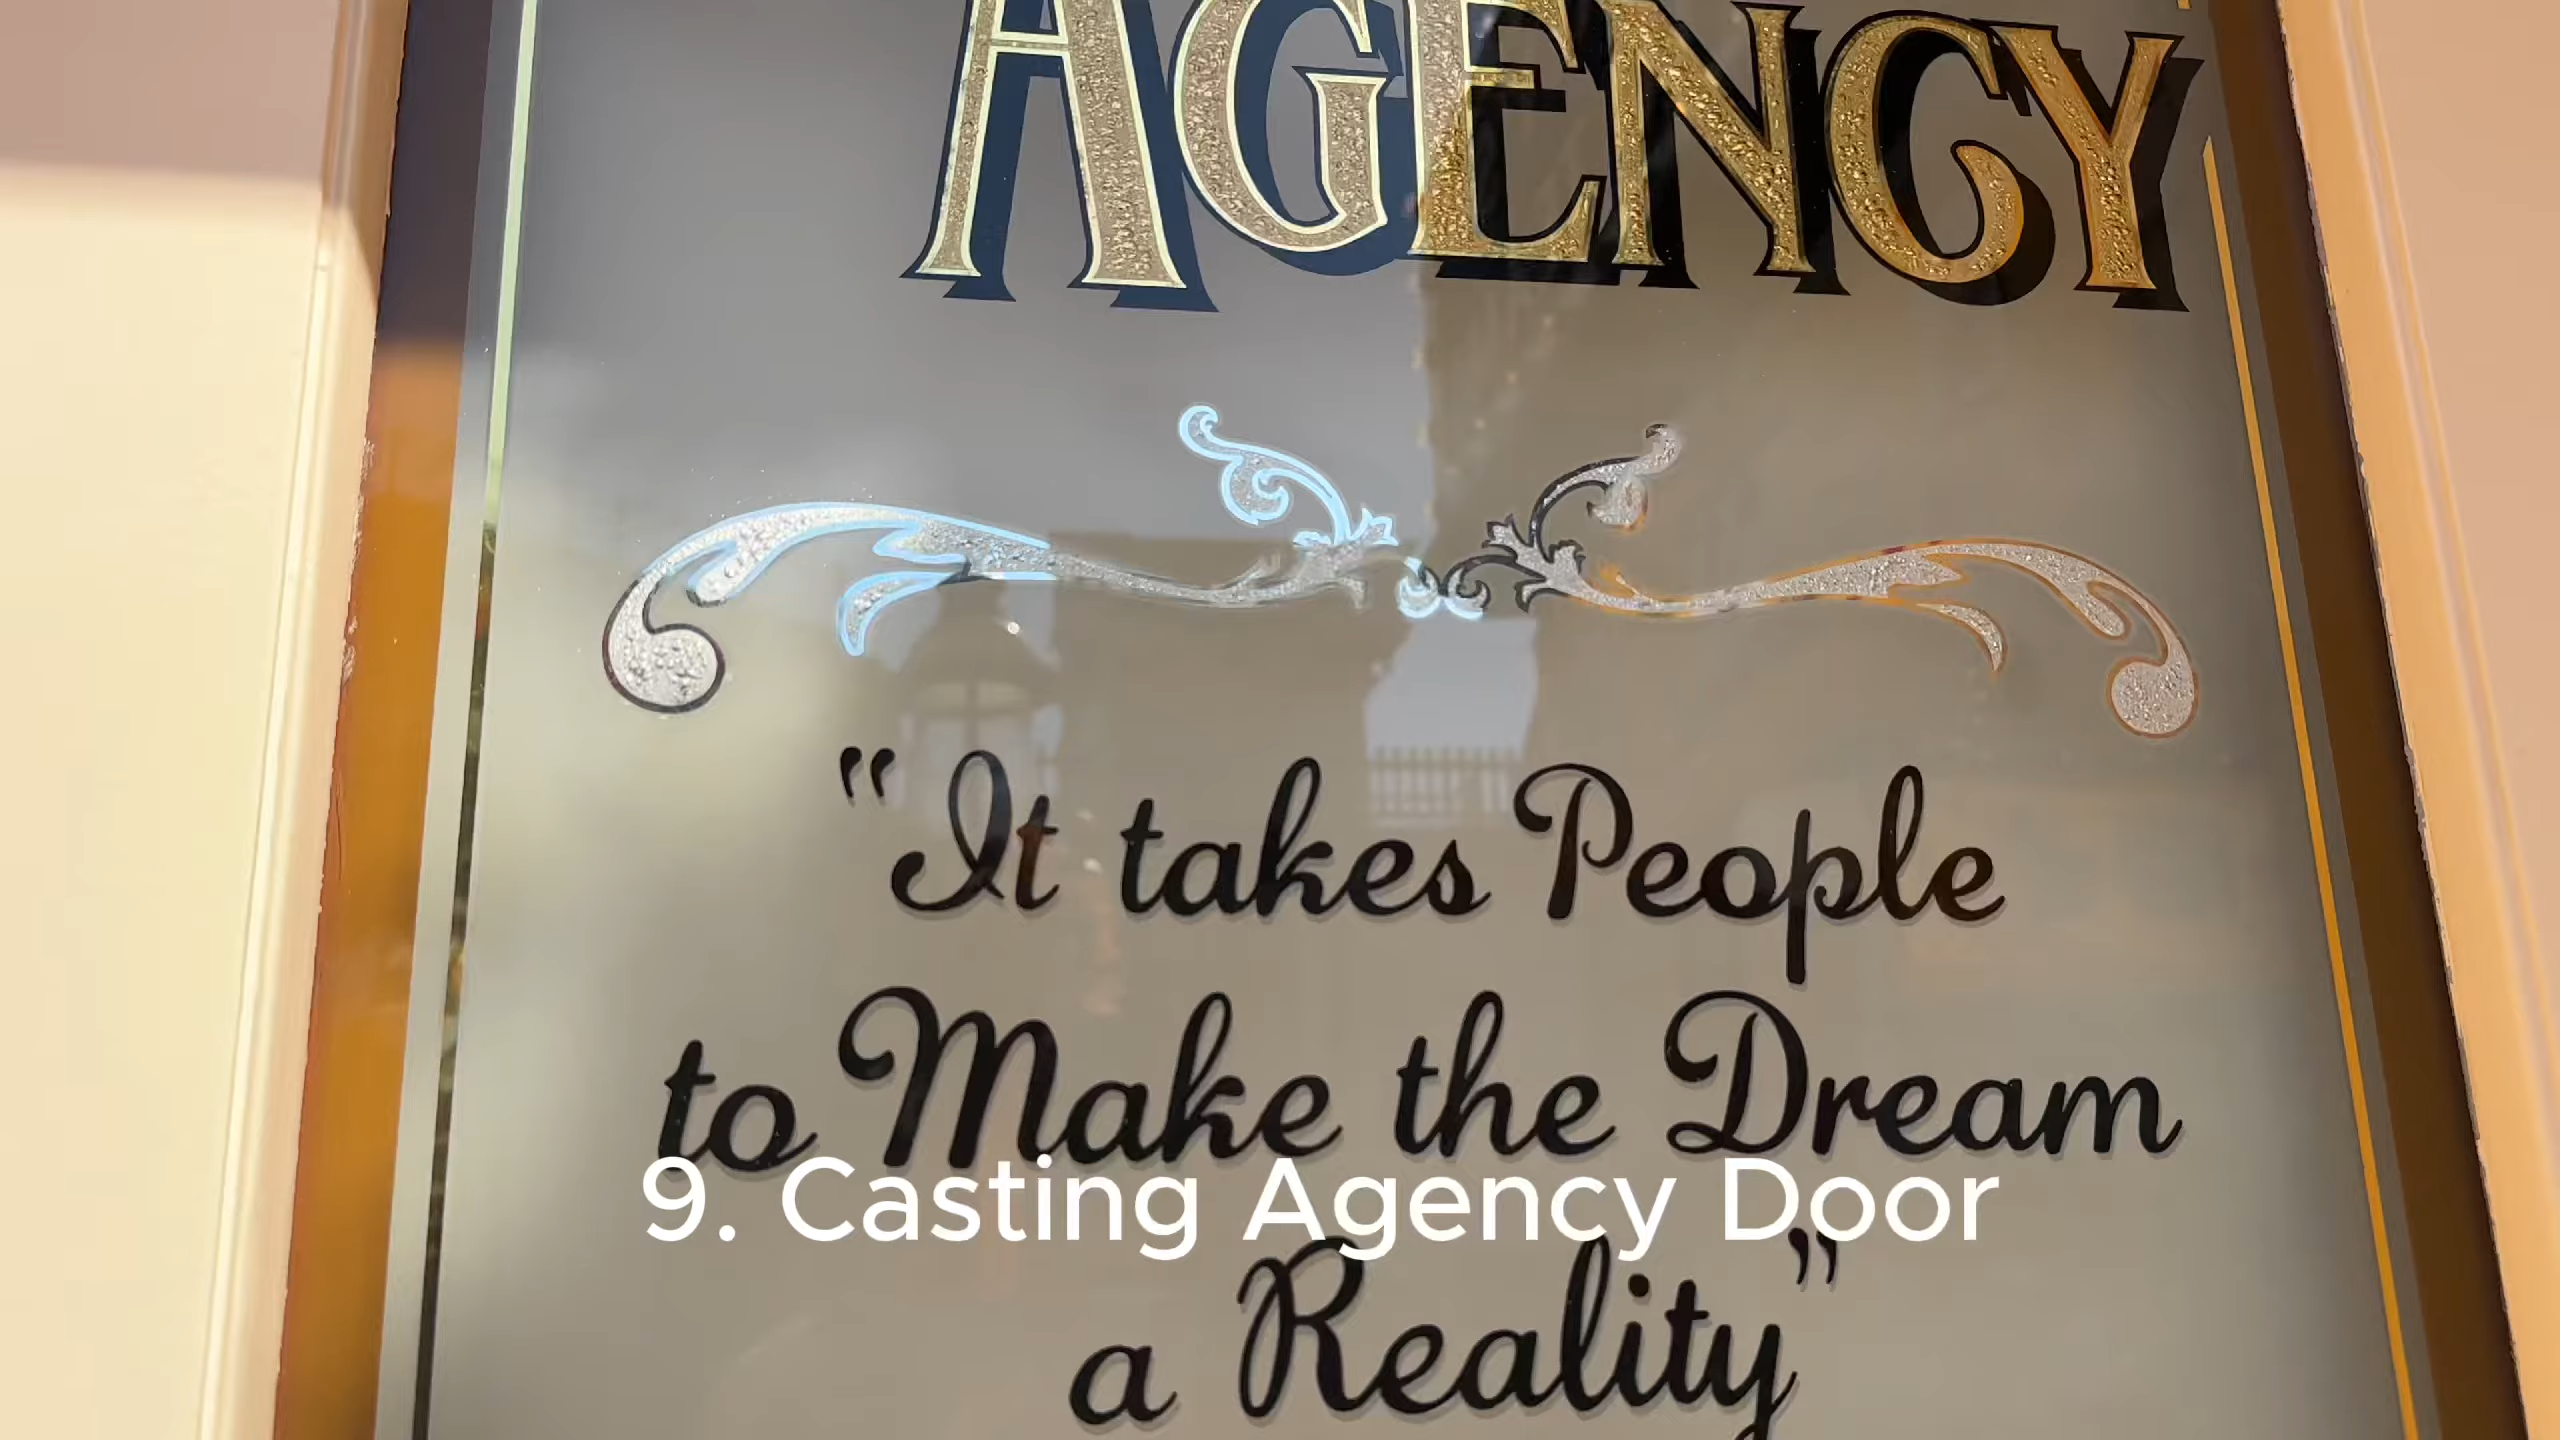 AGENCY
"It takes People
to Make the Dream
9. Casting Agency Door
a Reality"